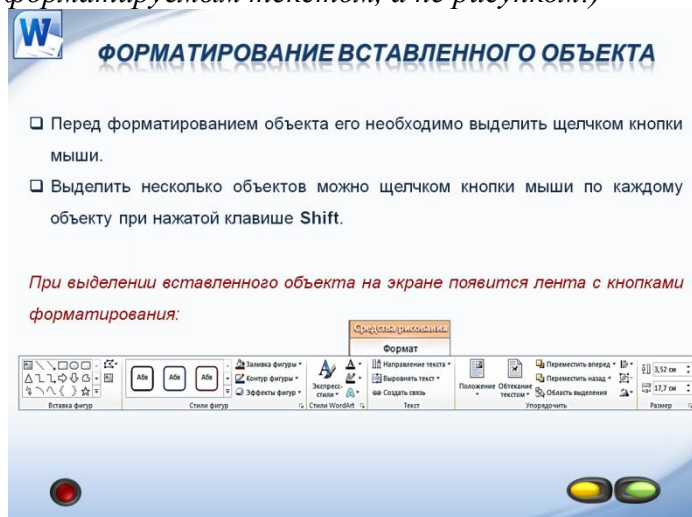 форматируемым текстом, а не рисунком.)
W
ФОРМАТИРОВАНИЕ ВСТАВЛЕННОГО ОБЪЕКТА
Перед форматированием объекта его необходимо выделить щелчком кнопки
мыши.
Выделить несколько объектов можно щелчком кнопки мыши по каждому
объекту при нажатой клавише Shift.
При выделении вставленного объекта на экране появится лента с кнопками
форматирования:
Средства рисования
Формат
Абв Абв Абв
Заливка фигуры
Контур фигуры
Эффекты фигур
Экспресс-
стили
Направление текста
Выровнять текст
Создать связь
Положение
Обтекание
текстом
Переместить вперед
Переместить назад
Область выделения
3,52 см
17,7 см
Вставка фигур
Стили фигур
Стили WordArt
Текст
Упорядочить
Размер